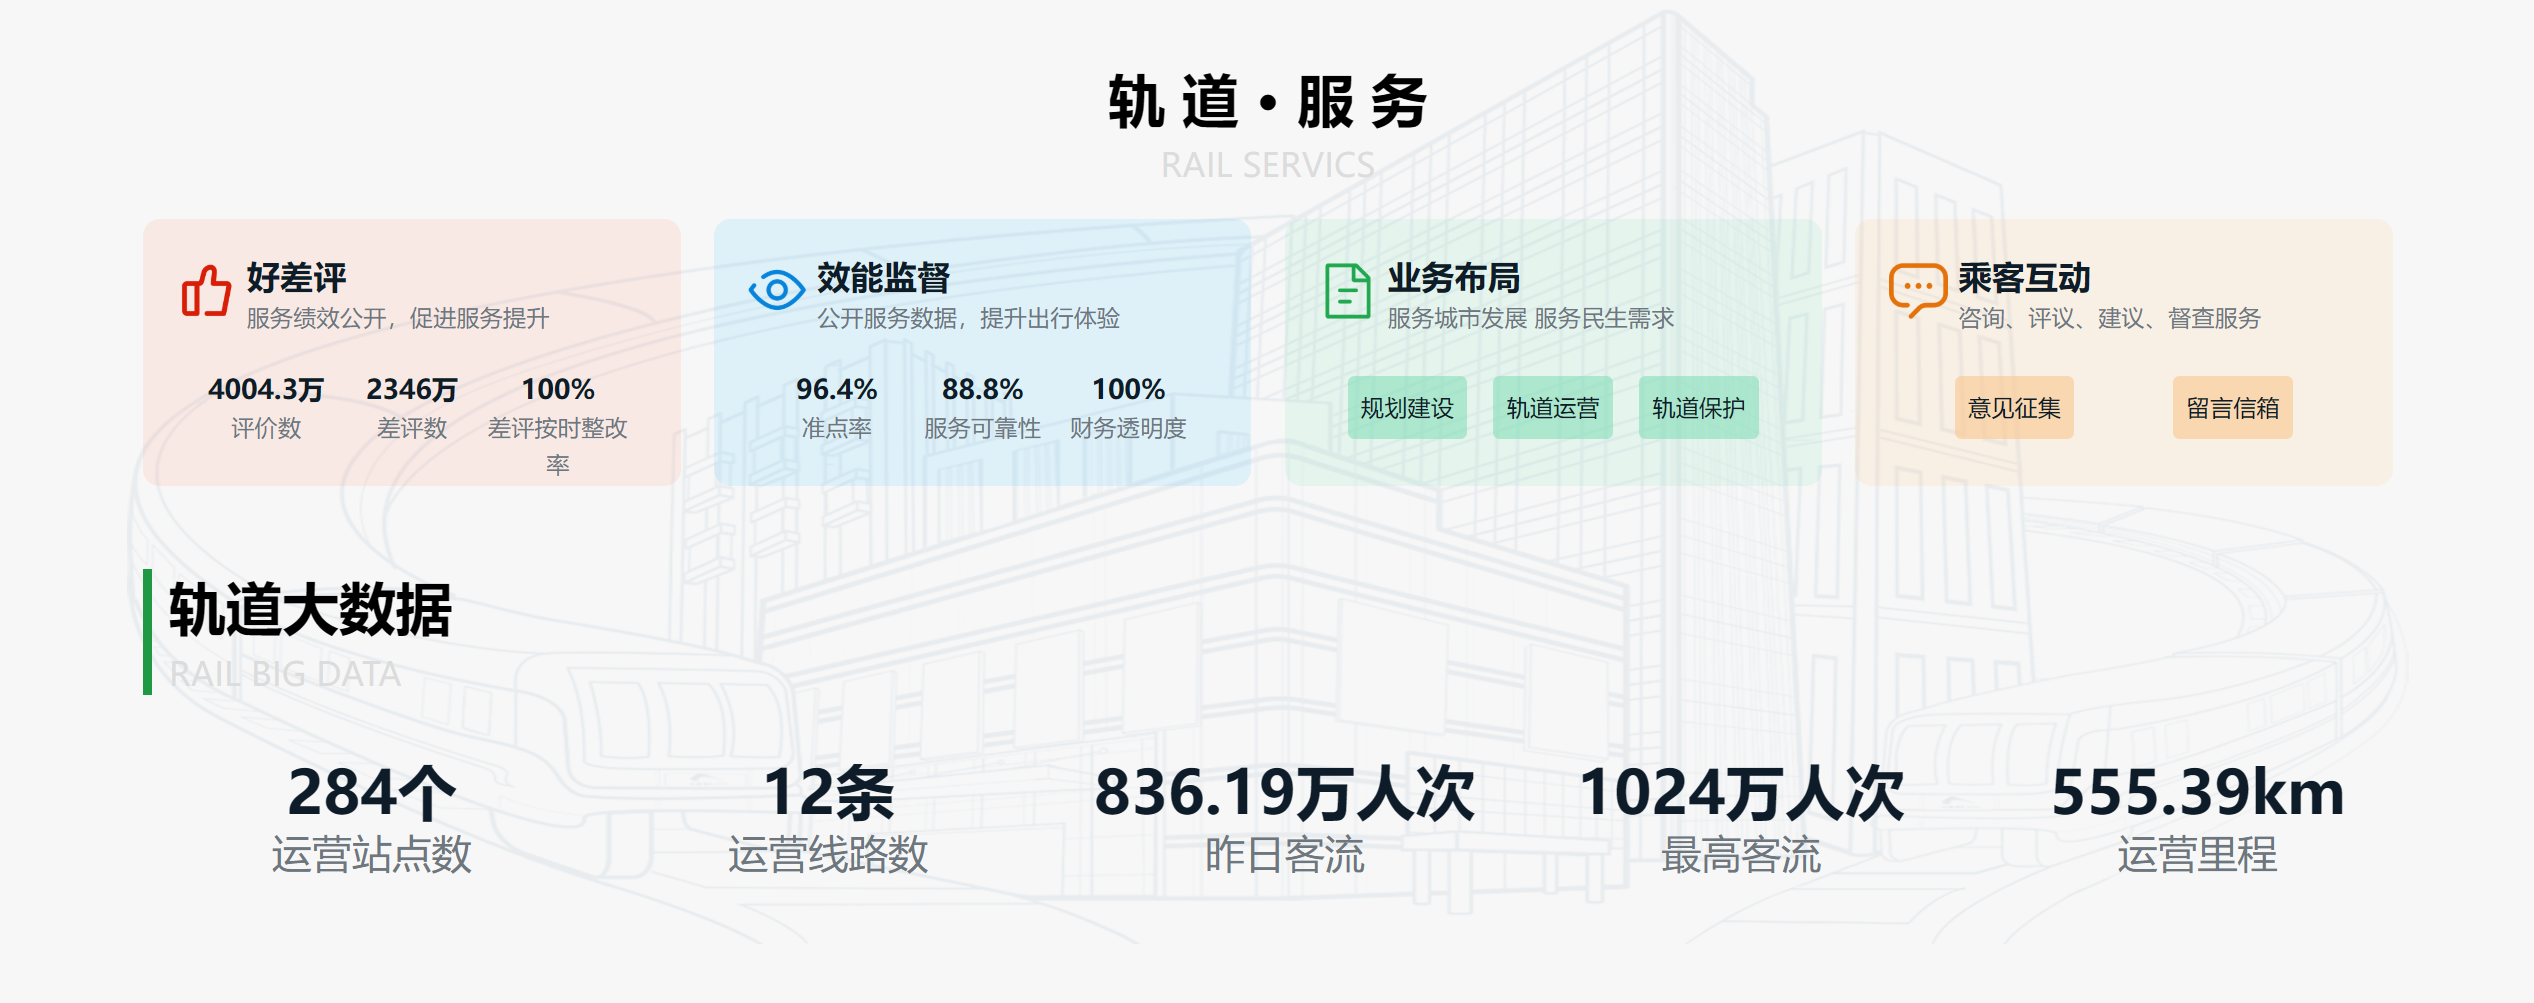 轨道·服务
RAIL SERVICS
好差评
服务绩效公开，促进服务提升
4004.3万 2346万 100%
评价数 差评数 差评按时整改
率
效能监督
公开服务数据，提升出行体验
96.4% 88.8% 100%
准点率 服务可靠性 财务透明度
业务布局
服务城市发展 服务民生需求
规划建设 轨道运营 轨道保护
乘客互动
咨询、评议、建议、督查服务
意见征集 留言信箱
轨道大数据
RAIL BIG DATA
284个 12条 836.19万人次 1024万人次 555.39km
运营站点数 运营线路数 昨日客流 最高客流 运营里程